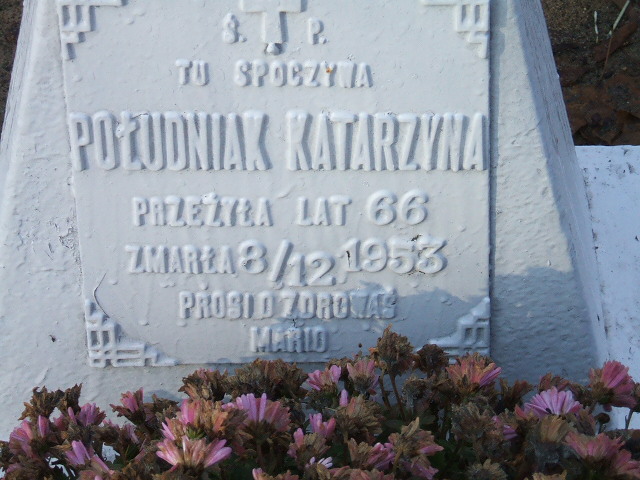 Ś. P.
TU SPOCZYWA
POŁUDNIAK KATARZYNA
PRZEŻYŁA LAT 66
ZMARŁA 8/12 1953
PROSI O ZDROWAŚ
MARIO